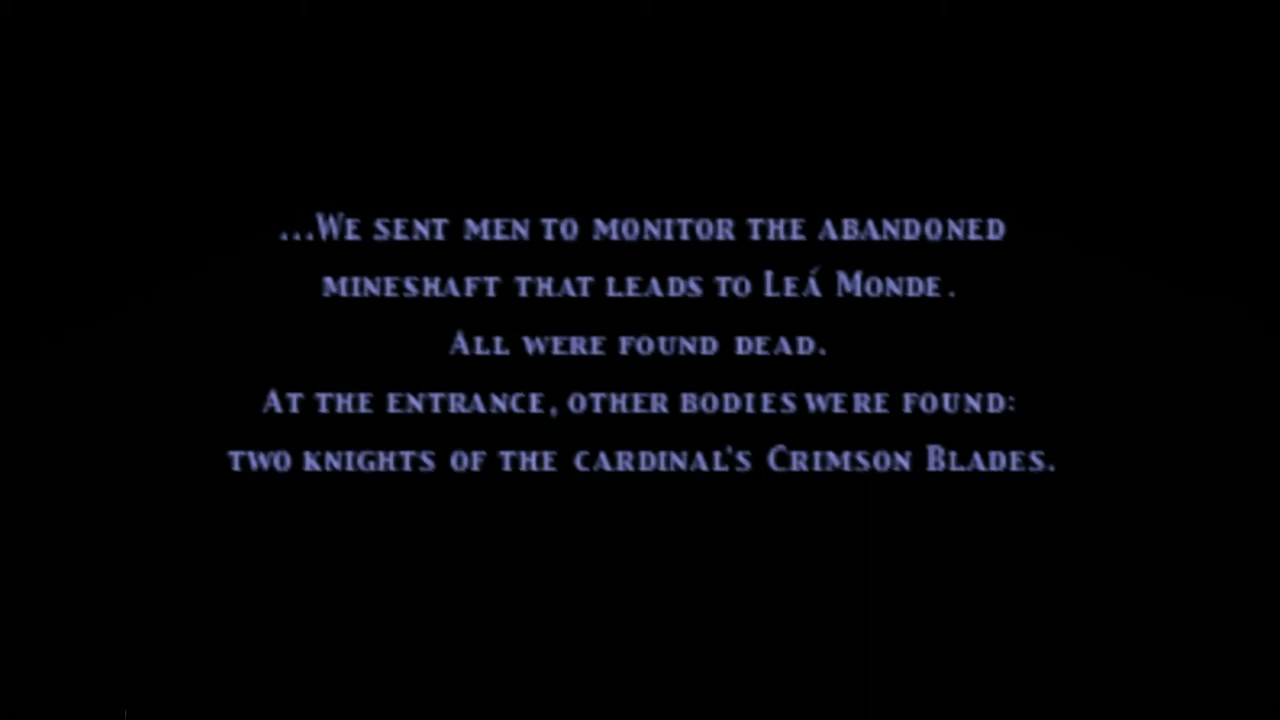 ...We sent men to monitor the abandoned
mineshaft that leads to Leá Monde.
All were found dead.
At the entrance, other bodies were found:
two knights of the cardinal's Crimson Blades.